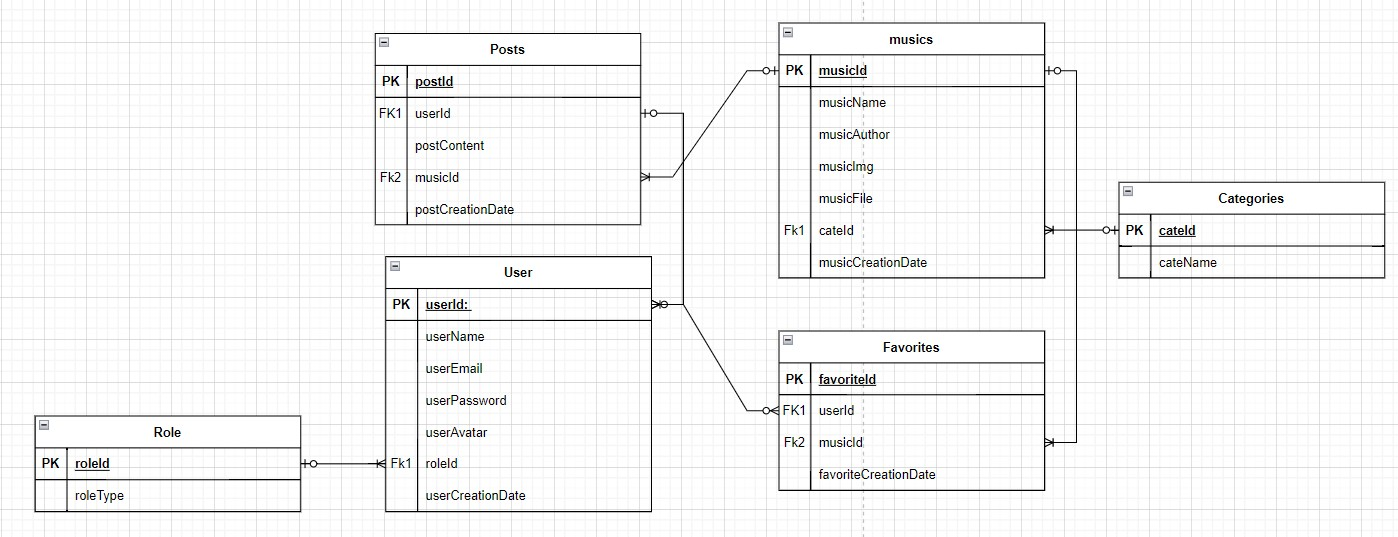 Posts
PK postId
FK1 userId
postContent
Fk2 musicId
postCreationDate
User
PK userId:
userName
userEmail
userPassword
userAvatar
Fk1 roleId
userCreationDate
Role
PK roleId
roleType
musics
PK musicId
musicName
musicAuthor
musicImg
musicFile
Fk1 cateId
musicCreationDate
Favorites
PK favoriteId
FK1 userId
Fk2 musicId
favoriteCreationDate
Categories
PK cateId
cateName